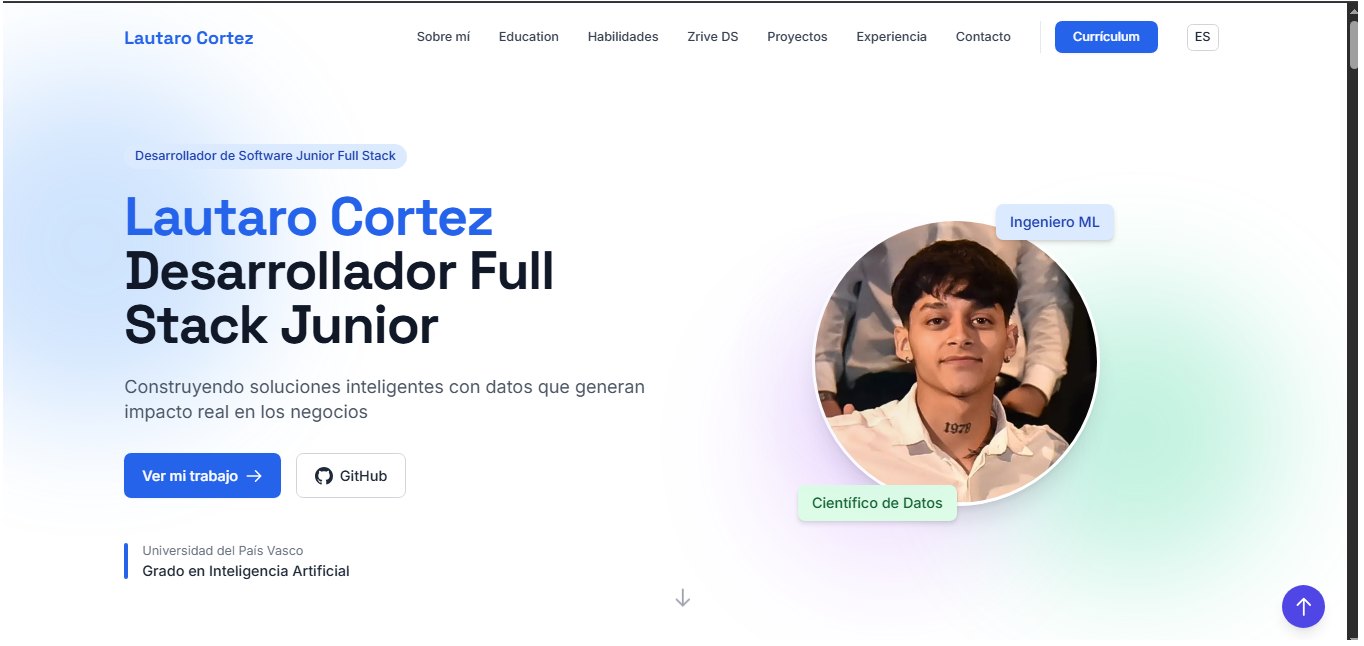 Lautaro Cortez
Sobre mí Education Habilidades Zrive DS Proyectos Experiencia Contacto Currículum ES
Desarrollador de Software Junior Full Stack
Lautaro Cortez
Desarrollador Full
Stack Junior
Construyendo soluciones inteligentes con datos que generan
impacto real en los negocios
Ver mi trabajo
GitHub
Universidad del País Vasco
Grado en Inteligencia Artificial
Ingeniero ML
1978
Científico de Datos